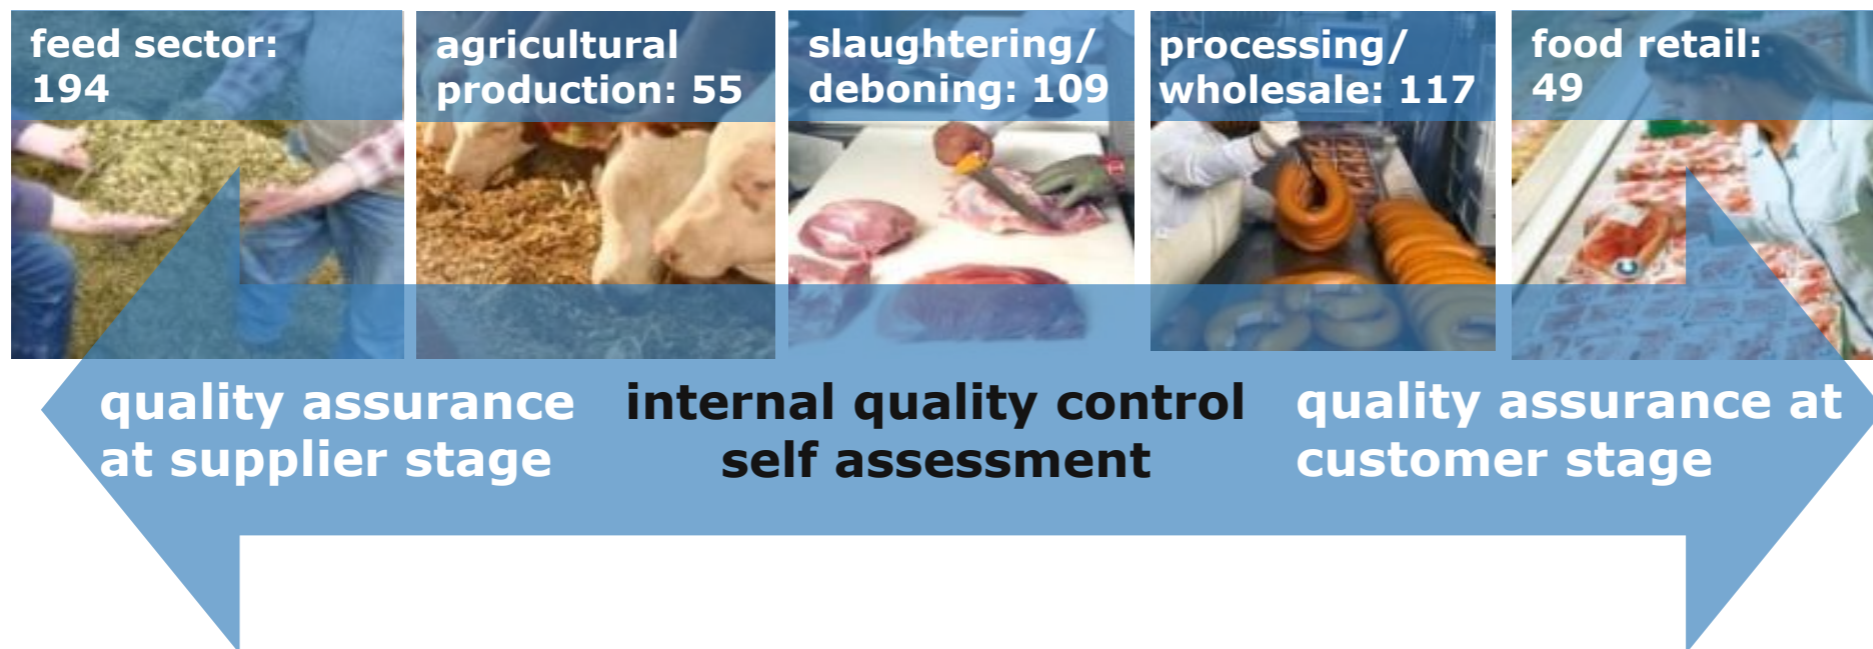 feed sector:
194
agricultural
production: 55
slaughtering/
deboning: 109
processing/
wholesale: 117
food retail:
49
quality assurance
at supplier stage
internal quality control
self assessment
quality assurance at
customer stage